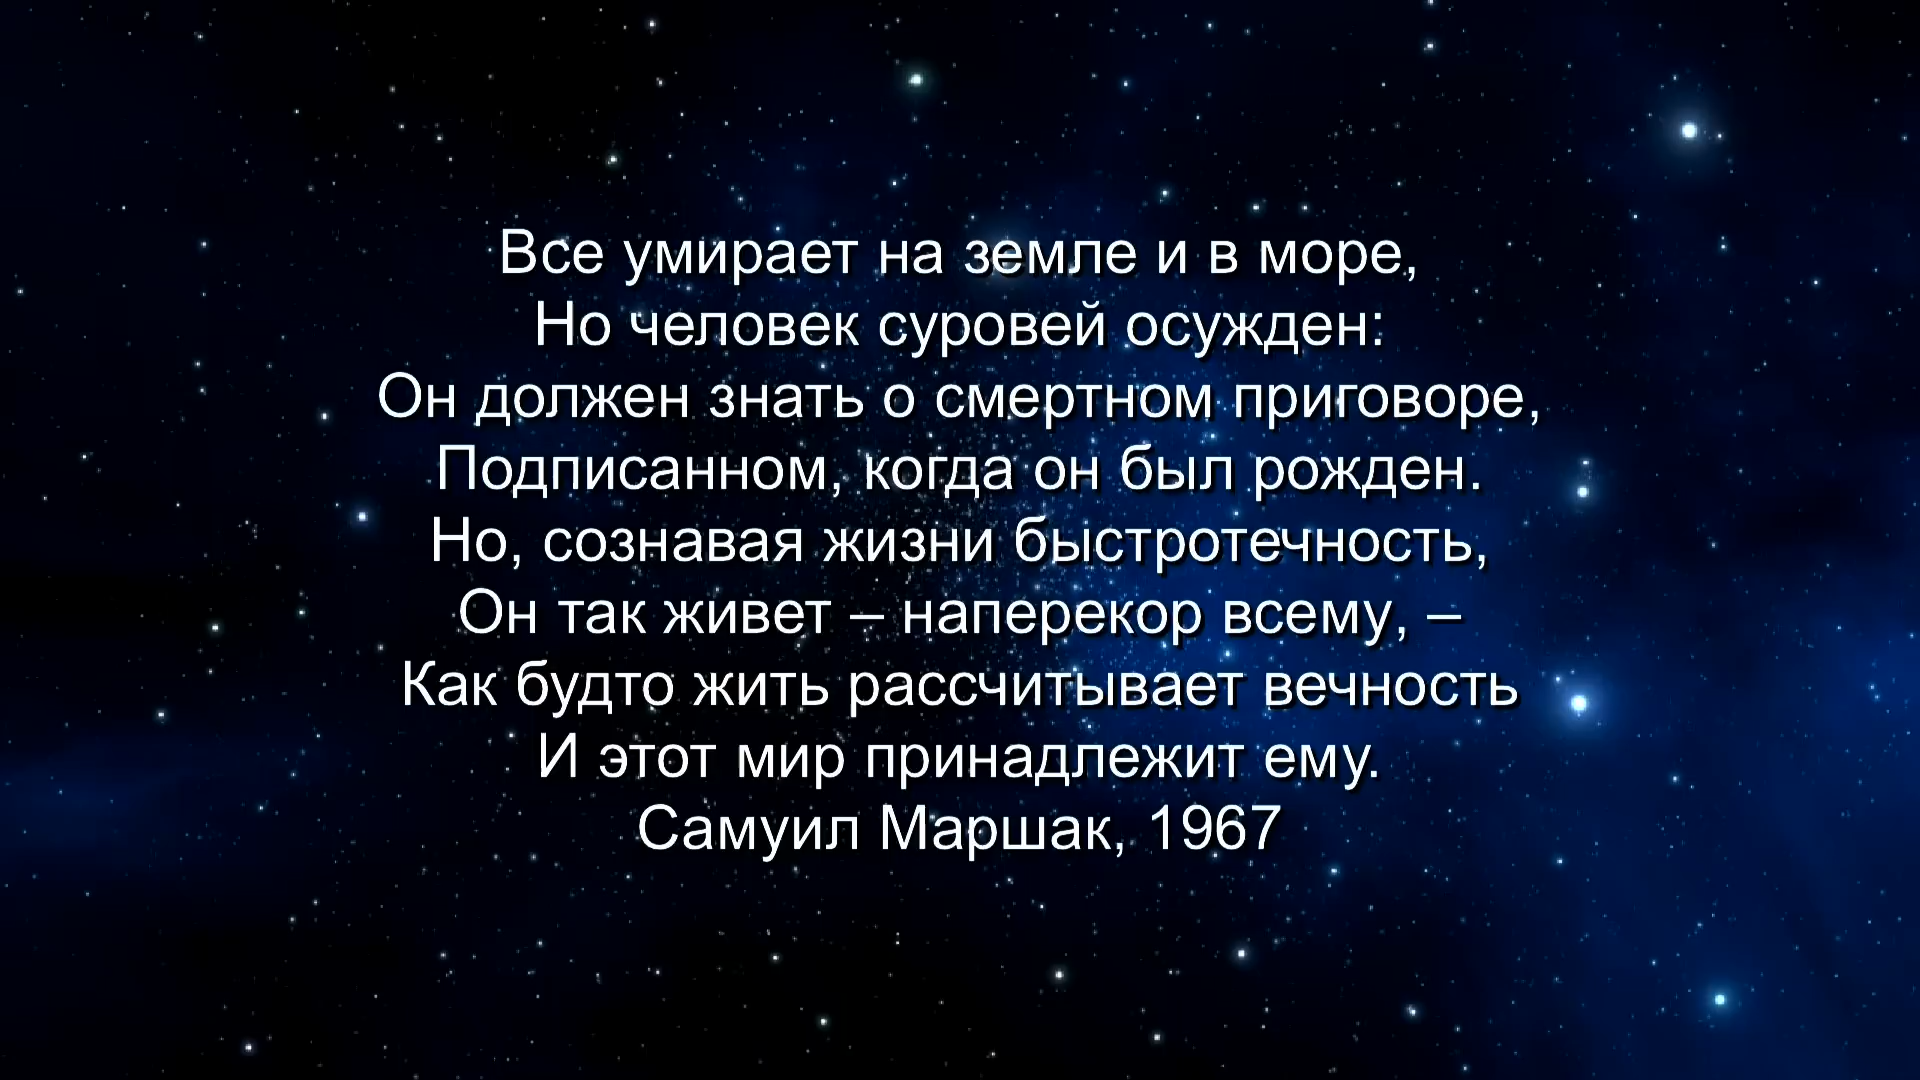 Все умирает на земле и в море,
Но человек суровей осужден:
Он должен знать о смертном приговоре,
Подписанном, когда он был рожден.
Но, сознавая жизни быстротечность,
Он так живет – наперекор всему, –
Как будто жить рассчитывает вечность
И этот мир принадлежит ему.
Самуил Маршак, 1967